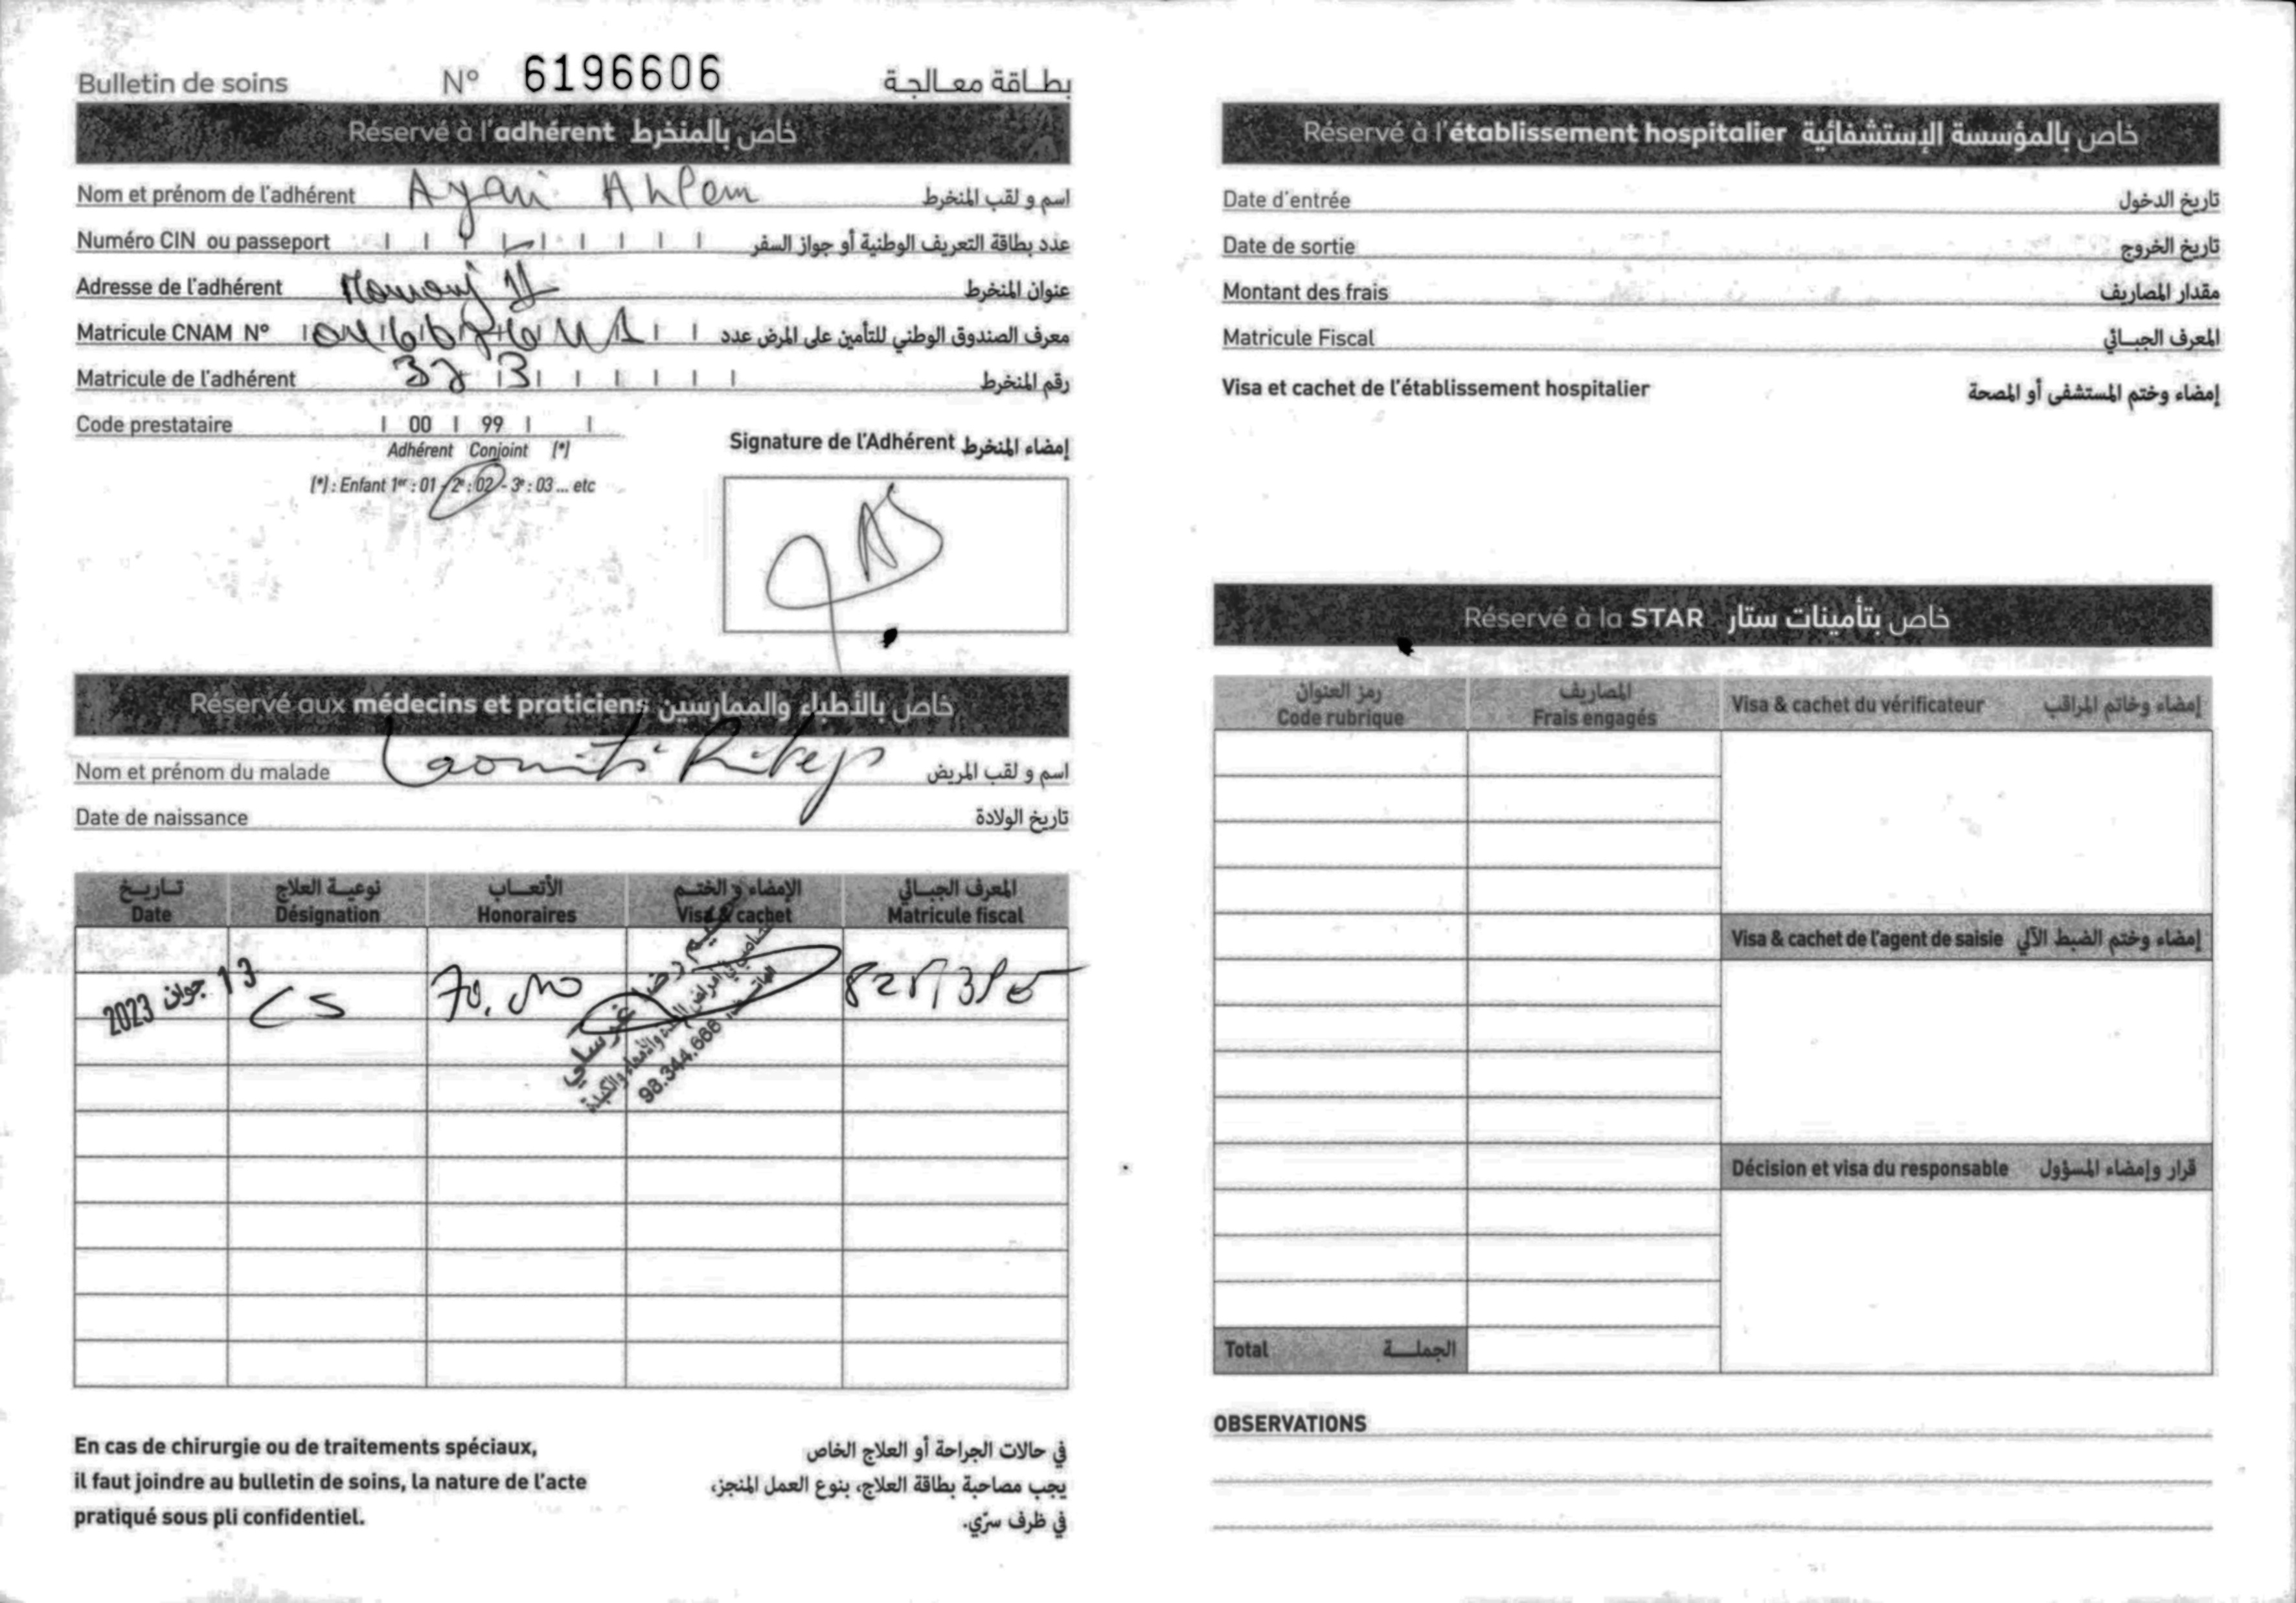 Bulletin de soins N° 6196606 بطاقة معالجة
Réservé à l'adhérent خاص بالمنخرط
Nom et prénom de l'adhérent Ayari Ahlem اسم و لقب المنخرط
Numéro CIN ou passeport عدد بطاقة التعريف الوطنية أو جواز السفر
Adresse de l'adhérent عنوان المنخرط
Matricule CNAM N° معرف الصندوق الوطني للتأمين على المرض عدد
Matricule de l'adhérent رقم المنخرط
Code prestataire 00 99
Adhérent Conjoint (*)
(*) : Enfant 1er : 01 - 2e : 02 - 3e : 03 ... etc
Signature de l'Adhérent إمضاء المنخرط
Réservé aux médecins et praticiens خاص بالأطباء والممارسين
Nom et prénom du malade اسم و لقب المريض
Date de naissance تاريخ الولادة
تاريخ نوعية العلاج الأتعاب الإمضاء و الختم المعرف الجبائي
Date Désignation Honoraires Visa & cachet Matricule fiscal
13 جوان 2023 CS
98.344.666
En cas de chirurgie ou de traitements spéciaux,
il faut joindre au bulletin de soins, la nature de l'acte
pratiqué sous pli confidentiel.
في حالات الجراحة أو العلاج الخاص
يجب مصاحبة بطاقة العلاج، بنوع العمل المنجز،
في ظرف سرّي.
Réservé à l'établissement hospitalier خاص بالمؤسسة الإستشفائية
Date d'entrée تاريخ الدخول
Date de sortie تاريخ الخروج
Montant des frais مقدار المصاريف
Matricule Fiscal المعرف الجبائي
Visa et cachet de l'établissement hospitalier إمضاء وختم المستشفى أو المصحة
Réservé à la STAR خاص بتأمينات ستار
رمز العنوان المصاريف
Code rubrique Frais engagés Visa & cachet du vérificateur إمضاء وخاتم المراقب
Visa & cachet de l'agent de saisie إمضاء وختم الضبط الآلي
Décision et visa du responsable قرار وإمضاء المسؤول
Total الجملة
OBSERVATIONS